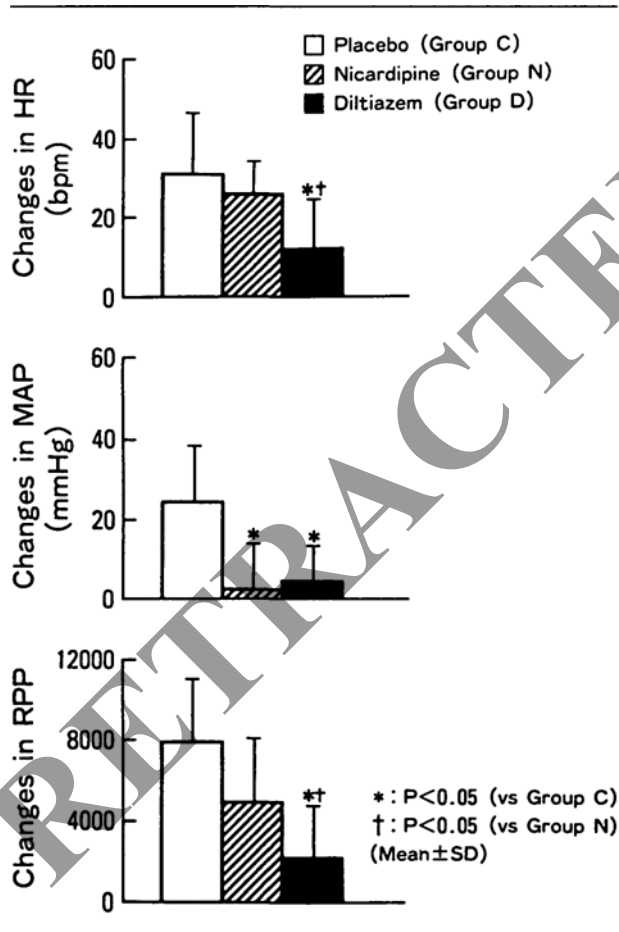 Placebo (Group C)
Nicardipine (Group N)
Diltiazem (Group D)
Changes in HR
(bpm)
60
40
20
0
*†
Changes in MAP
(mmHg)
60
40
20
0
*
*
Changes in RPP
12000
8000
4000
0
*†
*: P<0.05 (vs Group C)
†: P<0.05 (vs Group N)
(Mean±SD)
RETRACTE